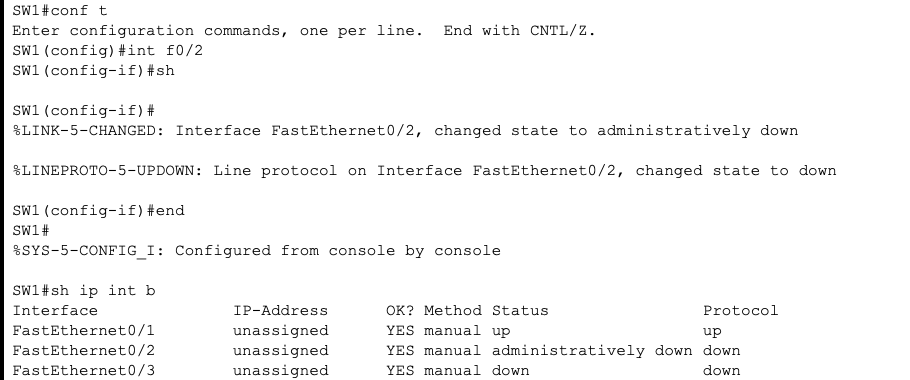 SW1#conf t
Enter configuration commands, one per line.  End with CNTL/Z.
SW1(config)#int f0/2
SW1(config-if)#sh
SW1(config-if)#
%LINK-5-CHANGED: Interface FastEthernet0/2, changed state to administratively down
%LINEPROTO-5-UPDOWN: Line protocol on Interface FastEthernet0/2, changed state to down
SW1(config-if)#end
SW1#
%SYS-5-CONFIG_I: Configured from console by console
SW1#sh ip int b
Interface              IP-Address      OK? Method Status                Protocol
FastEthernet0/1        unassigned      YES manual up                    up
FastEthernet0/2        unassigned      YES manual administratively down down
FastEthernet0/3        unassigned      YES manual down                  down